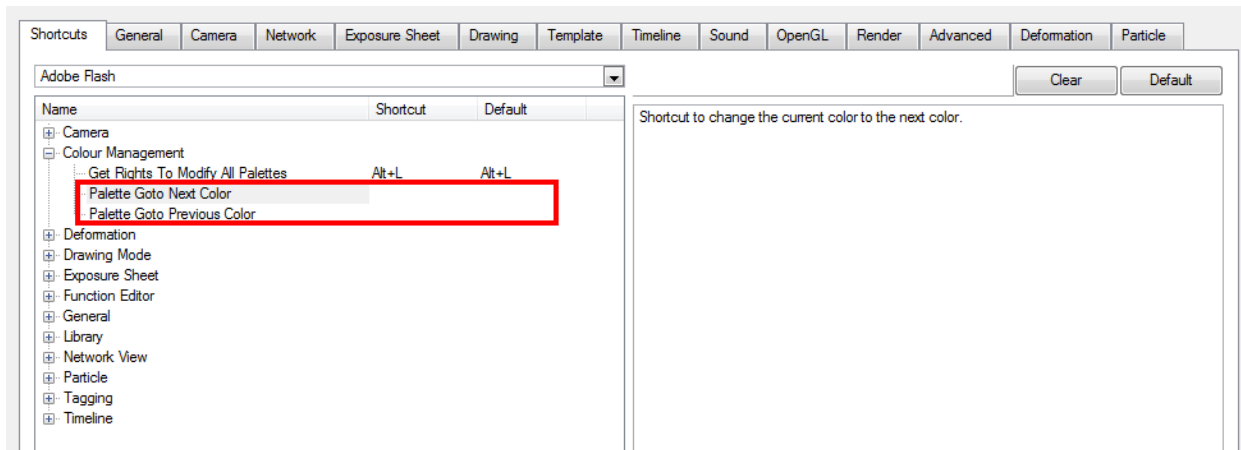 Shortcuts General Camera Network Exposure Sheet Drawing Template Timeline Sound OpenGL Render Advanced Deformation Particle
Adobe Flash Clear Default
Name Shortcut Default
Shortcut to change the current color to the next color.
Camera
Colour Management
Get Rights To Modify All Palettes Alt+L Alt+L
Palette Goto Next Color
Palette Goto Previous Color
Deformation
Drawing Mode
Exposure Sheet
Function Editor
General
Library
Network View
Particle
Tagging
Timeline